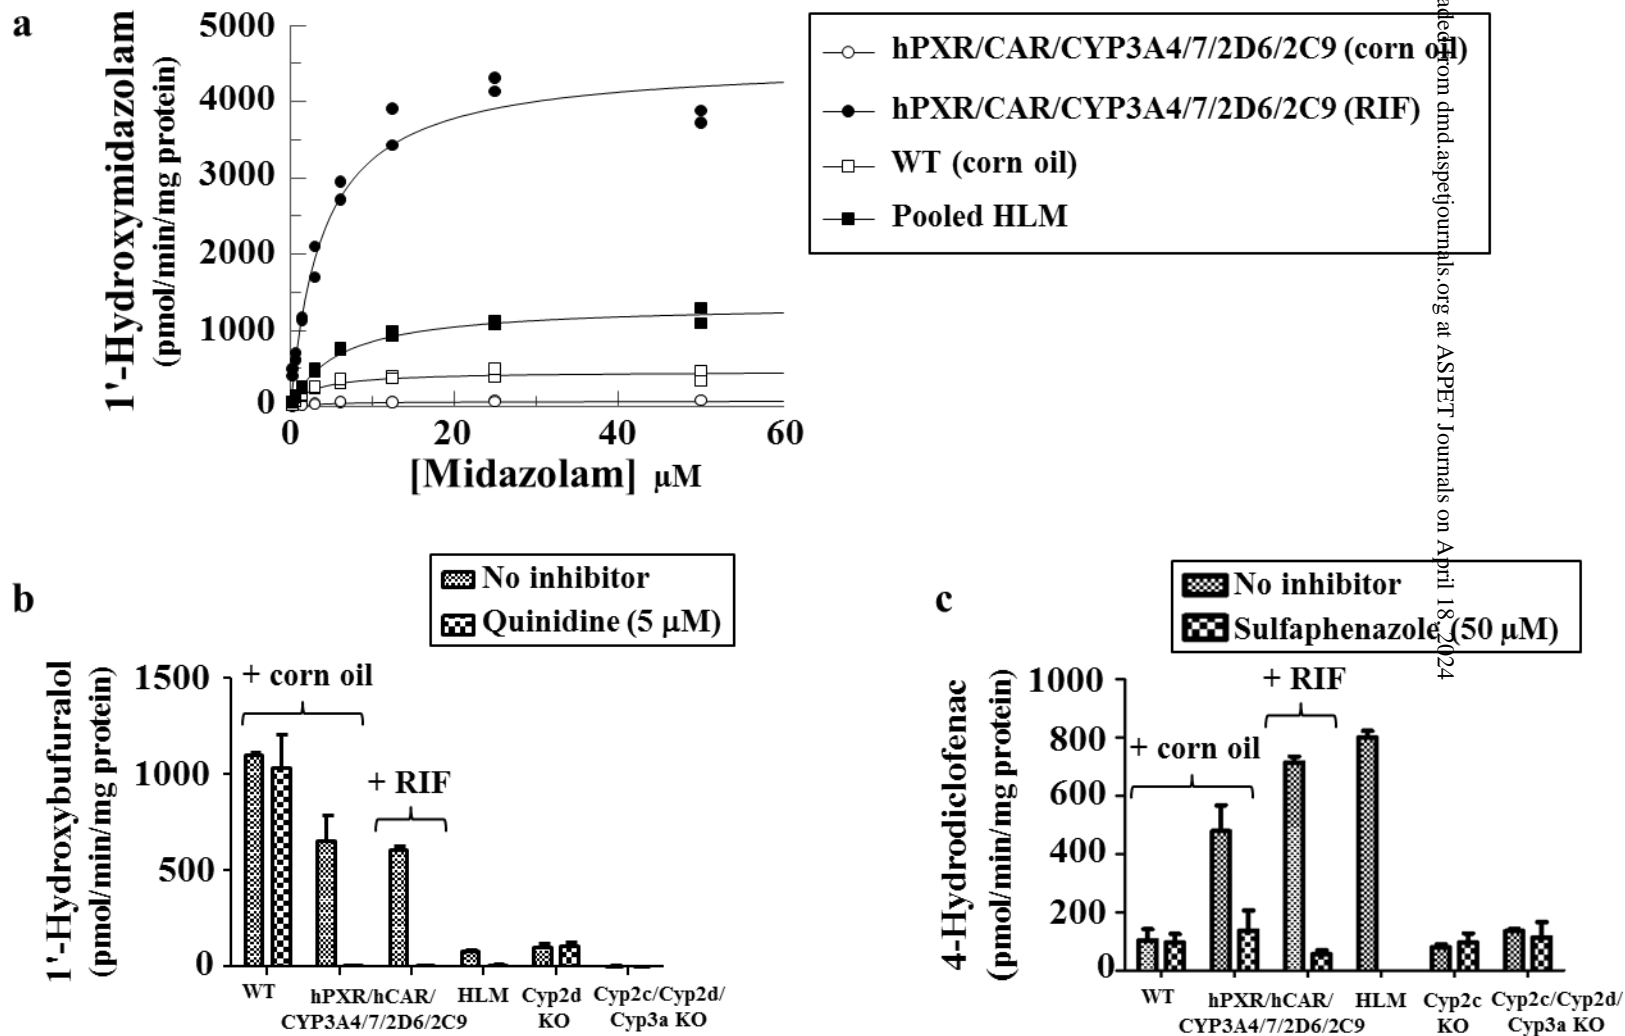 a
5000
4000
3000
2000
1000
0
0 20 40 60
1'-Hydroxymidazolam
(pmol/min/mg protein)
[Midazolam] µM
hPXR/CAR/CYP3A4/7/2D6/2C9 (corn oil)
hPXR/CAR/CYP3A4/7/2D6/2C9 (RIF)
WT (corn oil)
Pooled HLM
aded from dmd.aspetjournals.org at ASPET Journals on April 18, 2024
b
No inhibitor
Quinidine (5 µM)
1'-Hydroxybufuralol
(pmol/min/mg protein)
1500
1000
500
0
+ corn oil
+ RIF
WT hPXR/hCAR/ HLM Cyp2d Cyp2c/Cyp2d/
CYP3A4/7/2D6/2C9 KO Cyp3a KO
c
No inhibitor
Sulfaphenazole (50 µM)
4-Hydrodiclofenac
(pmol/min/mg protein)
1000
800
600
400
200
0
+ RIF
+ corn oil
WT hPXR/hCAR/ HLM Cyp2c Cyp2c/Cyp2d/
CYP3A4/7/2D6/2C9 KO Cyp3a KO